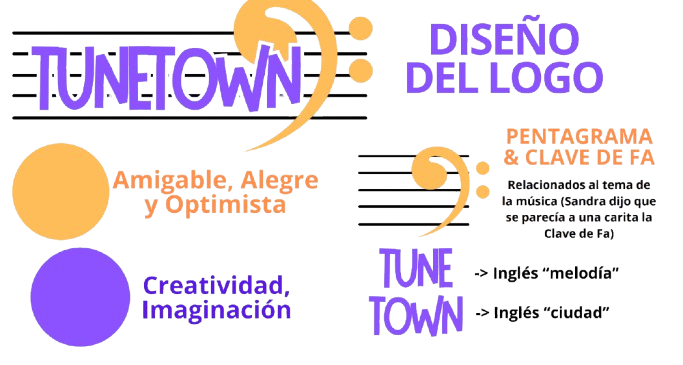 TUNETOWN
DISEÑO
DEL LOGO
Amigable, Alegre
y Optimista
Creatividad,
Imaginación
PENTAGRAMA
& CLAVE DE FA
Relacionados al tema de
la música (Sandra dijo que
se parecía a una carita la
Clave de Fa)
TUNE
-> Inglés “melodía”
TOWN
-> Inglés “ciudad”